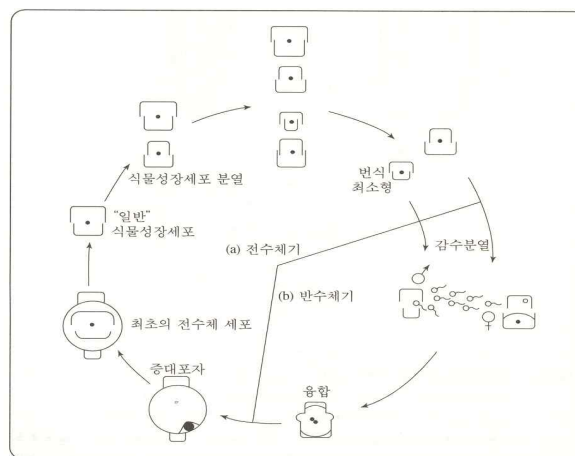 식물성장세포 분열
번식
최소형
"일반"
식물성장세포
(a) 전수체기
감수분열
(b) 반수체기
최초의 전수체 세포
증대포자
융합